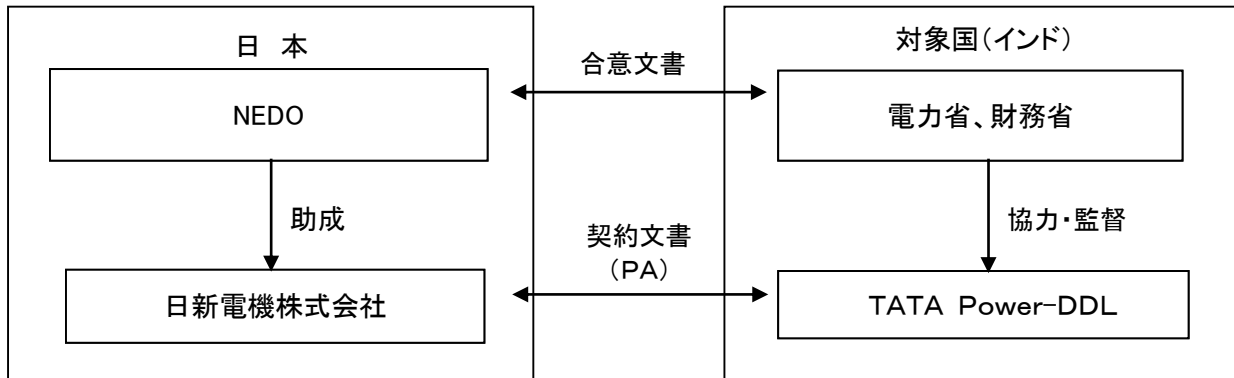 日　本
対象国（インド）
合意文書
NEDO
電力省、財務省
助成
協力・監督
契約文書
（ＰＡ）
日新電機株式会社
ＴＡＴＡ　Ｐｏｗｅｒ－ＤＤＬ